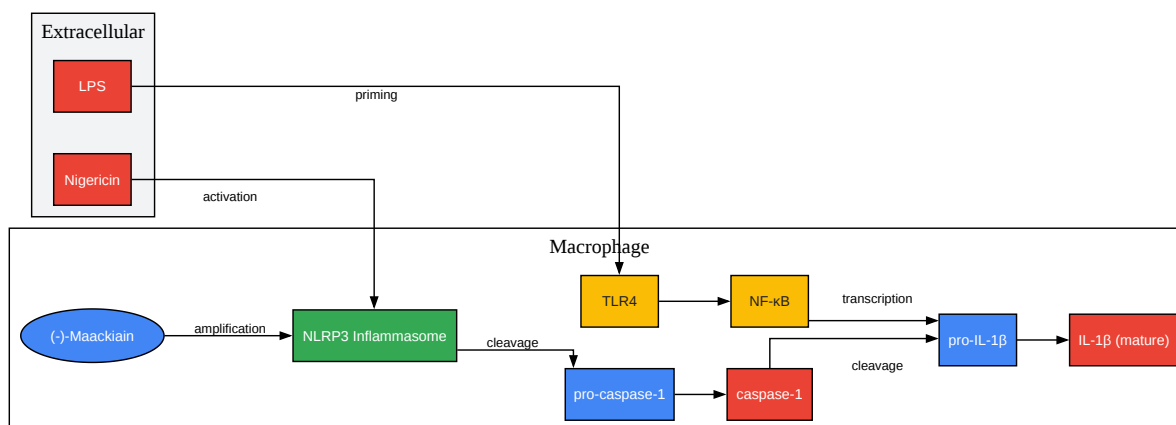 Extracellular
LPS
priming
Nigericin
activation
Macrophage
TLR4
NF-κB
transcription
(-)-Maackiain
amplification
NLRP3 Inflammasome
cleavage
pro-IL-1β
IL-1β (mature)
cleavage
pro-caspase-1
caspase-1